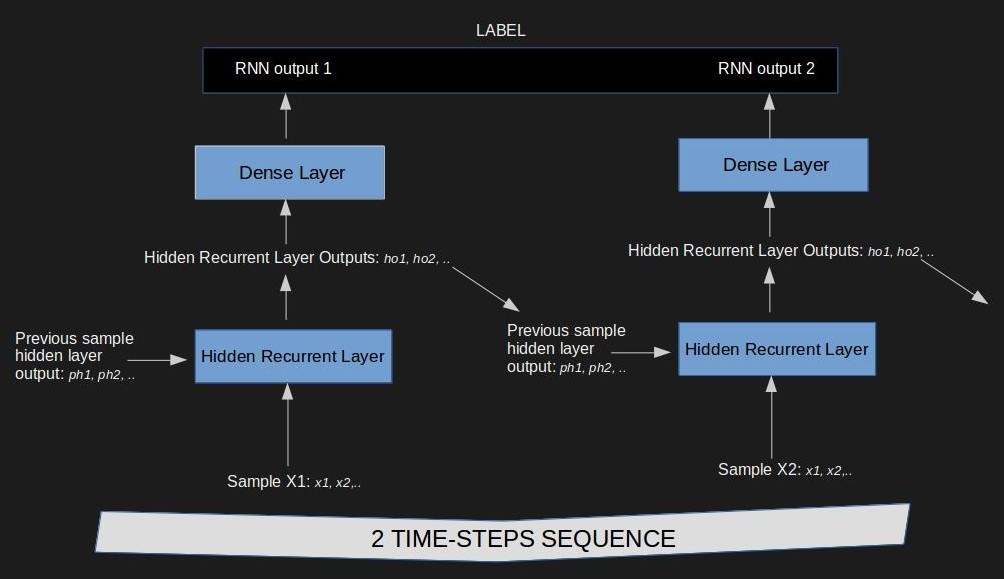 LABEL
RNN output 1
RNN output 2
Dense Layer
Dense Layer
Hidden Recurrent Layer Outputs: ho1, ho2, ..
Hidden Recurrent Layer Outputs: ho1, ho2, ..
Previous sample
hidden layer
output: ph1, ph2, ..
Hidden Recurrent Layer
Previous sample
hidden layer
output: ph1, ph2, ..
Hidden Recurrent Layer
Sample X1: x1, x2,..
Sample X2: x1, x2,..
2 TIME-STEPS SEQUENCE